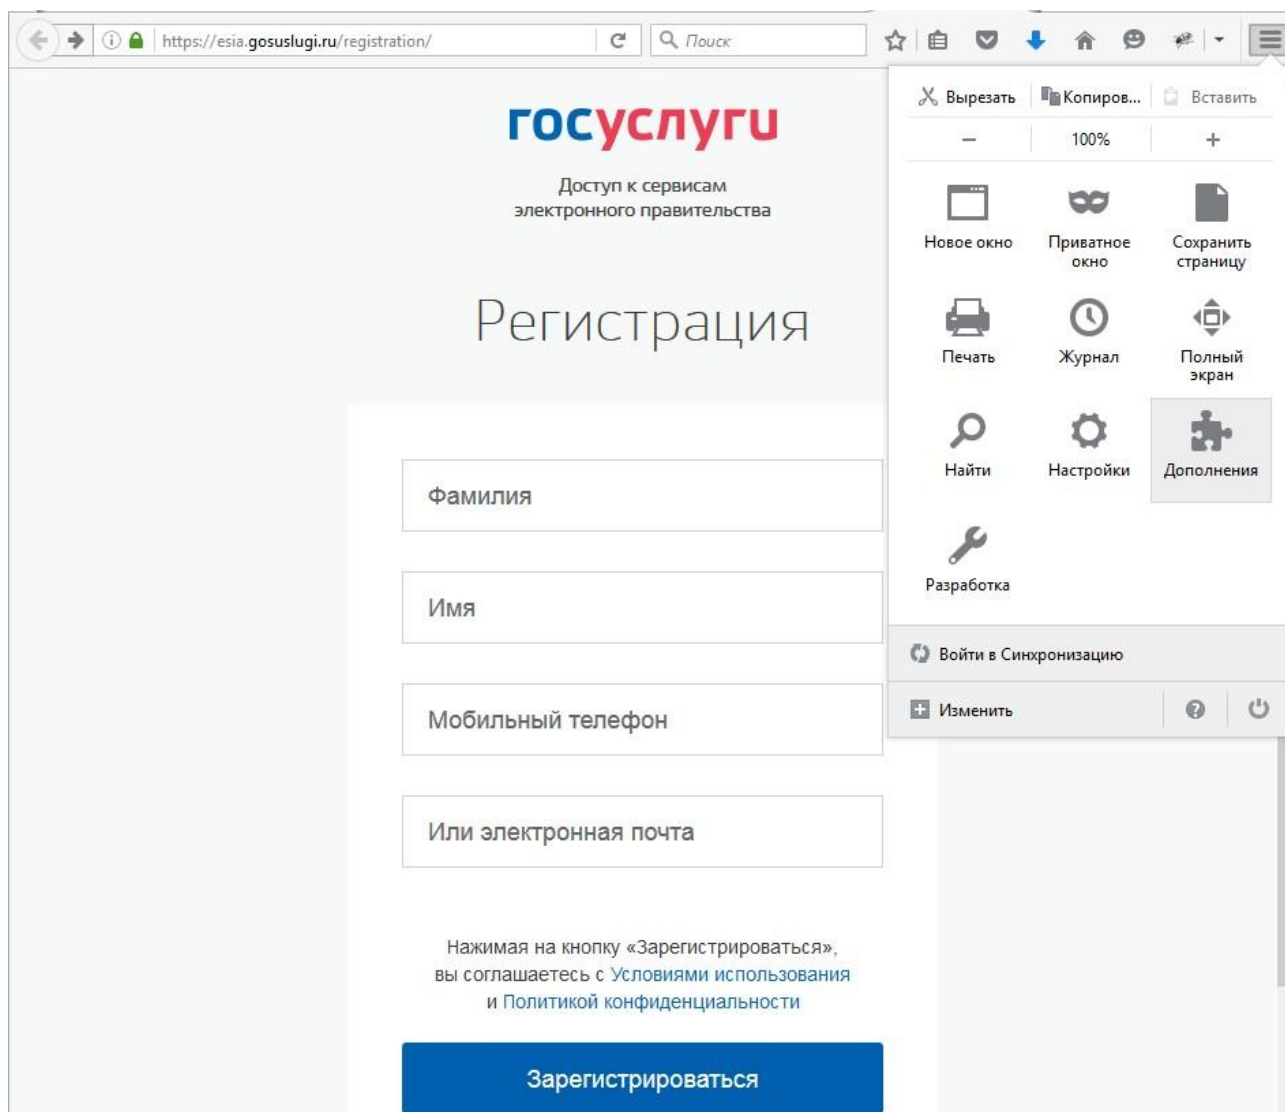 https://esia.gosuslugi.ru/registration/
Поиск
госуслуги
Доступ к сервисам
электронного правительства
Регистрация
Фамилия
Имя
Мобильный телефон
Или электронная почта
Нажимая на кнопку «Зарегистрироваться»,
вы соглашаетесь с Условиями использования
и Политикой конфиденциальности
Зарегистрироваться
Вырезать Копиров... Вставить
− 100% +
Новое окно
Приватное
окно
Сохранить
страницу
Печать
Журнал
Полный
экран
Найти
Настройки
Дополнения
Разработка
Войти в Синхронизацию
Изменить